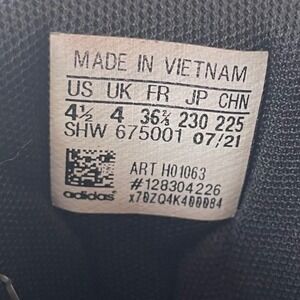 MADE IN VIETNAM
US UK FR JP CHN
4½ 4 36⅔ 230 225
SHW 675001 07/21
ART H01063
#128304226
x7DZQ4K400D84
adidas